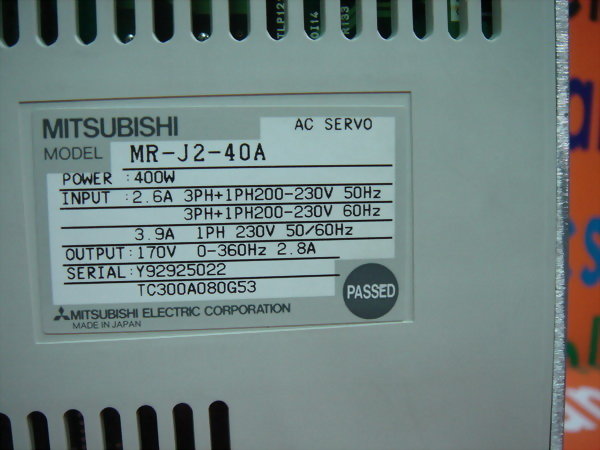 MITSUBISHI
AC SERVO
MODEL MR-J2-40A
POWER :400W
INPUT :2.6A 3PH+1PH200-230V 50Hz
3PH+1PH200-230V 60Hz
3.9A 1PH 230V 50/60Hz
OUTPUT:170V 0-360Hz 2.8A
SERIAL:Y92925022
TC300A080G53
PASSED
MITSUBISHI ELECTRIC CORPORATION
MADE IN JAPAN